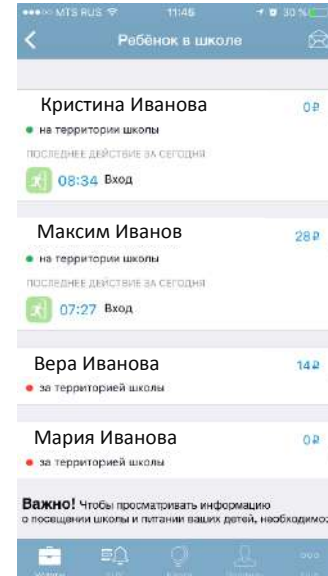 MTS RUS 11:46 30 %
Ребёнок в школе
Кристина Иванова 0 ₽
на территории школы
ПОСЛЕДНЕЕ ДЕЙСТВИЕ ЗА СЕГОДНЯ
08:34 Вход
Максим Иванов 28 ₽
на территории школы
ПОСЛЕДНЕЕ ДЕЙСТВИЕ ЗА СЕГОДНЯ
07:27 Вход
Вера Иванова 14 ₽
за территорией школы
Мария Иванова 0 ₽
за территорией школы
Важно! Чтобы просматривать информацию
о посещении школы и питании ваших детей, необходимо: